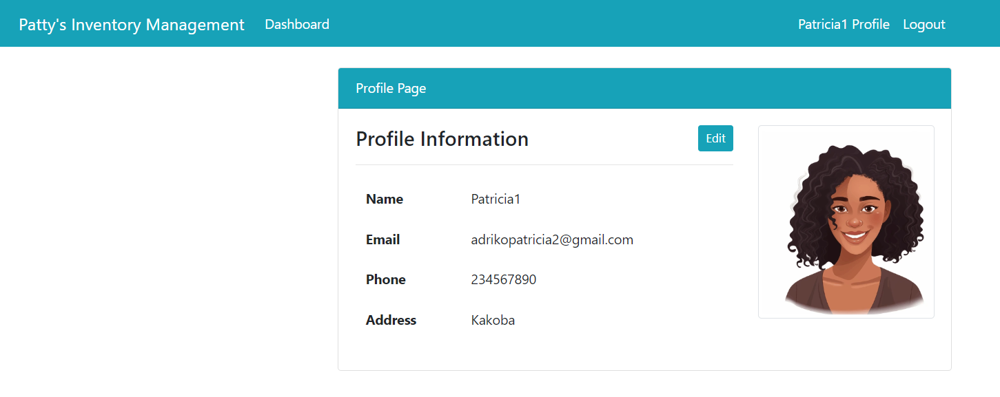 Patty's Inventory Management Dashboard Patricia1 Profile Logout
Profile Page
Profile Information Edit
Name Patricia1
Email adrikopatricia2@gmail.com
Phone 234567890
Address Kakoba